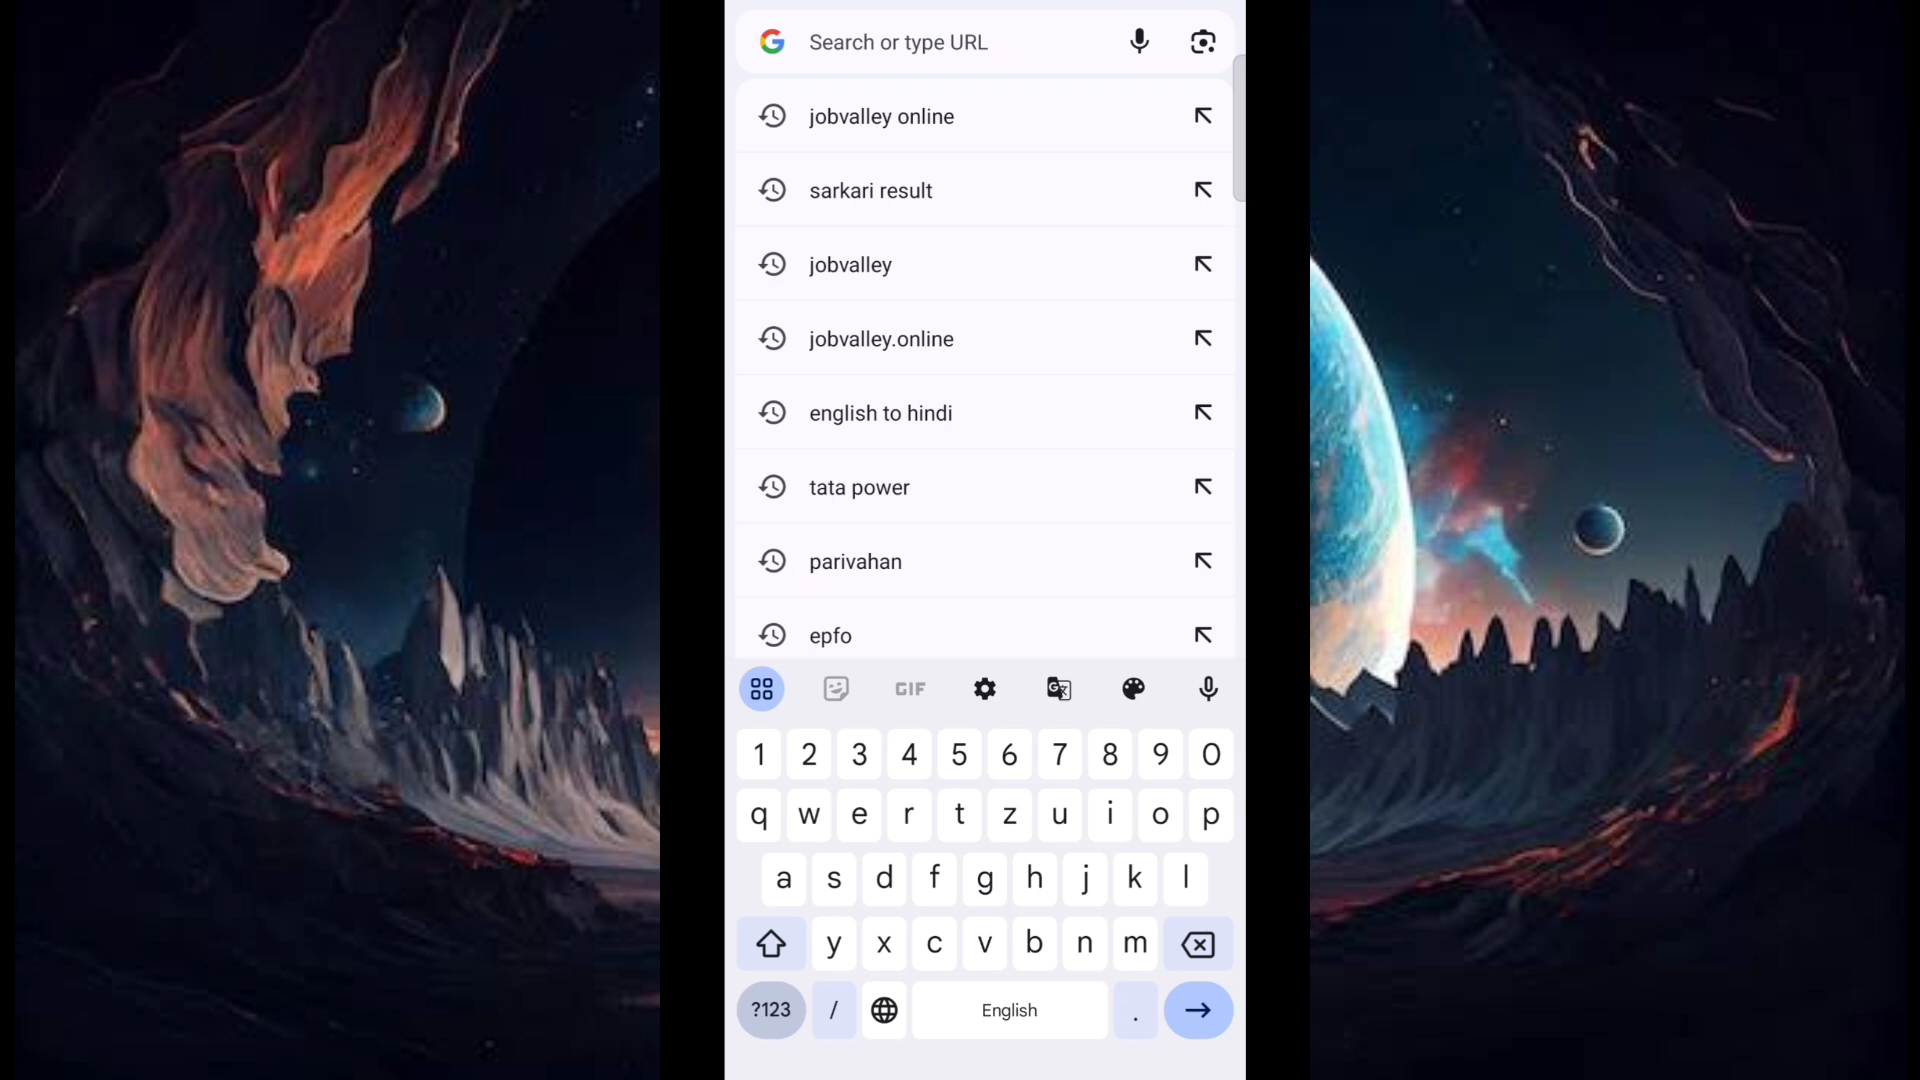 Search or type URL
jobvalley online
sarkari result
jobvalley
jobvalley.online
english to hindi
tata power
parivahan
epfo
GIF
1 2 3 4 5 6 7 8 9 0
q w e r t z u i o p
a s d f g h j k l
y x c v b n m
?123 / English .